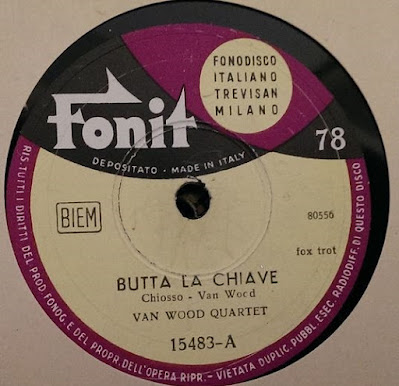 FONODISCO
ITALIANO
TREVISAN
MILANO
Fonit
78
DEPOSITATO · MADE IN ITALY
BIEM
80556
fox trot
BUTTA LA CHIAVE
Chiosso - Van Wood
VAN WOOD QUARTET
15483-A
RIS. TUTTI I DIRITTI DEL PROD. FONOG. E DEL PROPR. DELL'OPERA RIPR. - VIETATA DUPLIC. PUBBL. ESEC. RADIODIFF. DI QUESTO DISCO